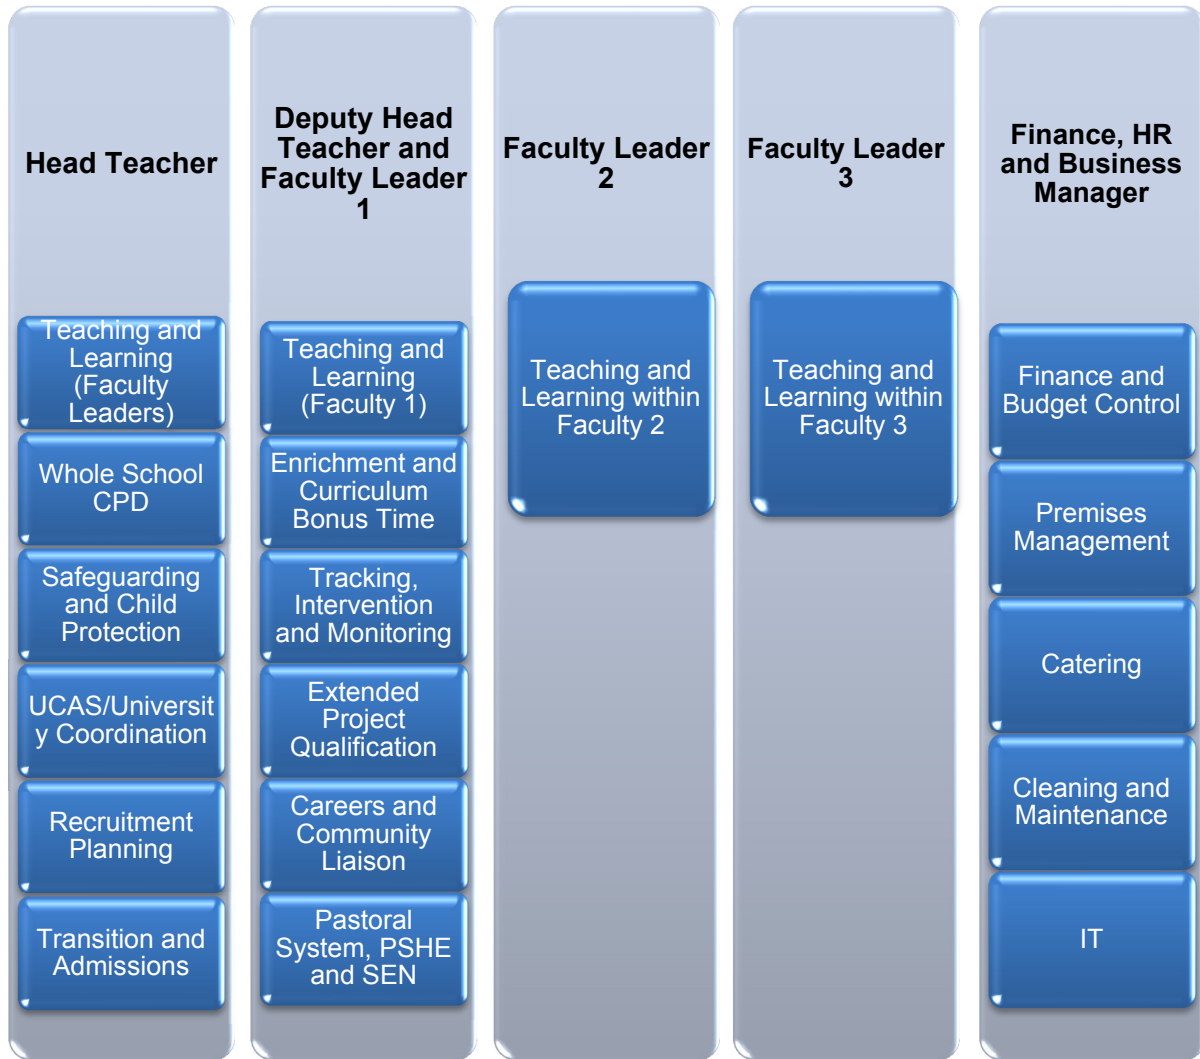 Head Teacher
Teaching and
Learning
(Faculty
Leaders)
Whole School
CPD
Safeguarding
and Child
Protection
UCAS/Universit
y Coordination
Recruitment
Planning
Transition and
Admissions
Deputy Head
Teacher and
Faculty Leader
1
Teaching and
Learning
(Faculty 1)
Enrichment and
Curriculum
Bonus Time
Tracking,
Intervention
and Monitoring
Extended
Project
Qualification
Careers and
Community
Liaison
Pastoral
System, PSHE
and SEN
Faculty Leader
2
Teaching and
Learning within
Faculty 2
Faculty Leader
3
Teaching and
Learning within
Faculty 3
Finance, HR
and Business
Manager
Finance and
Budget Control
Premises
Management
Catering
Cleaning and
Maintenance
IT